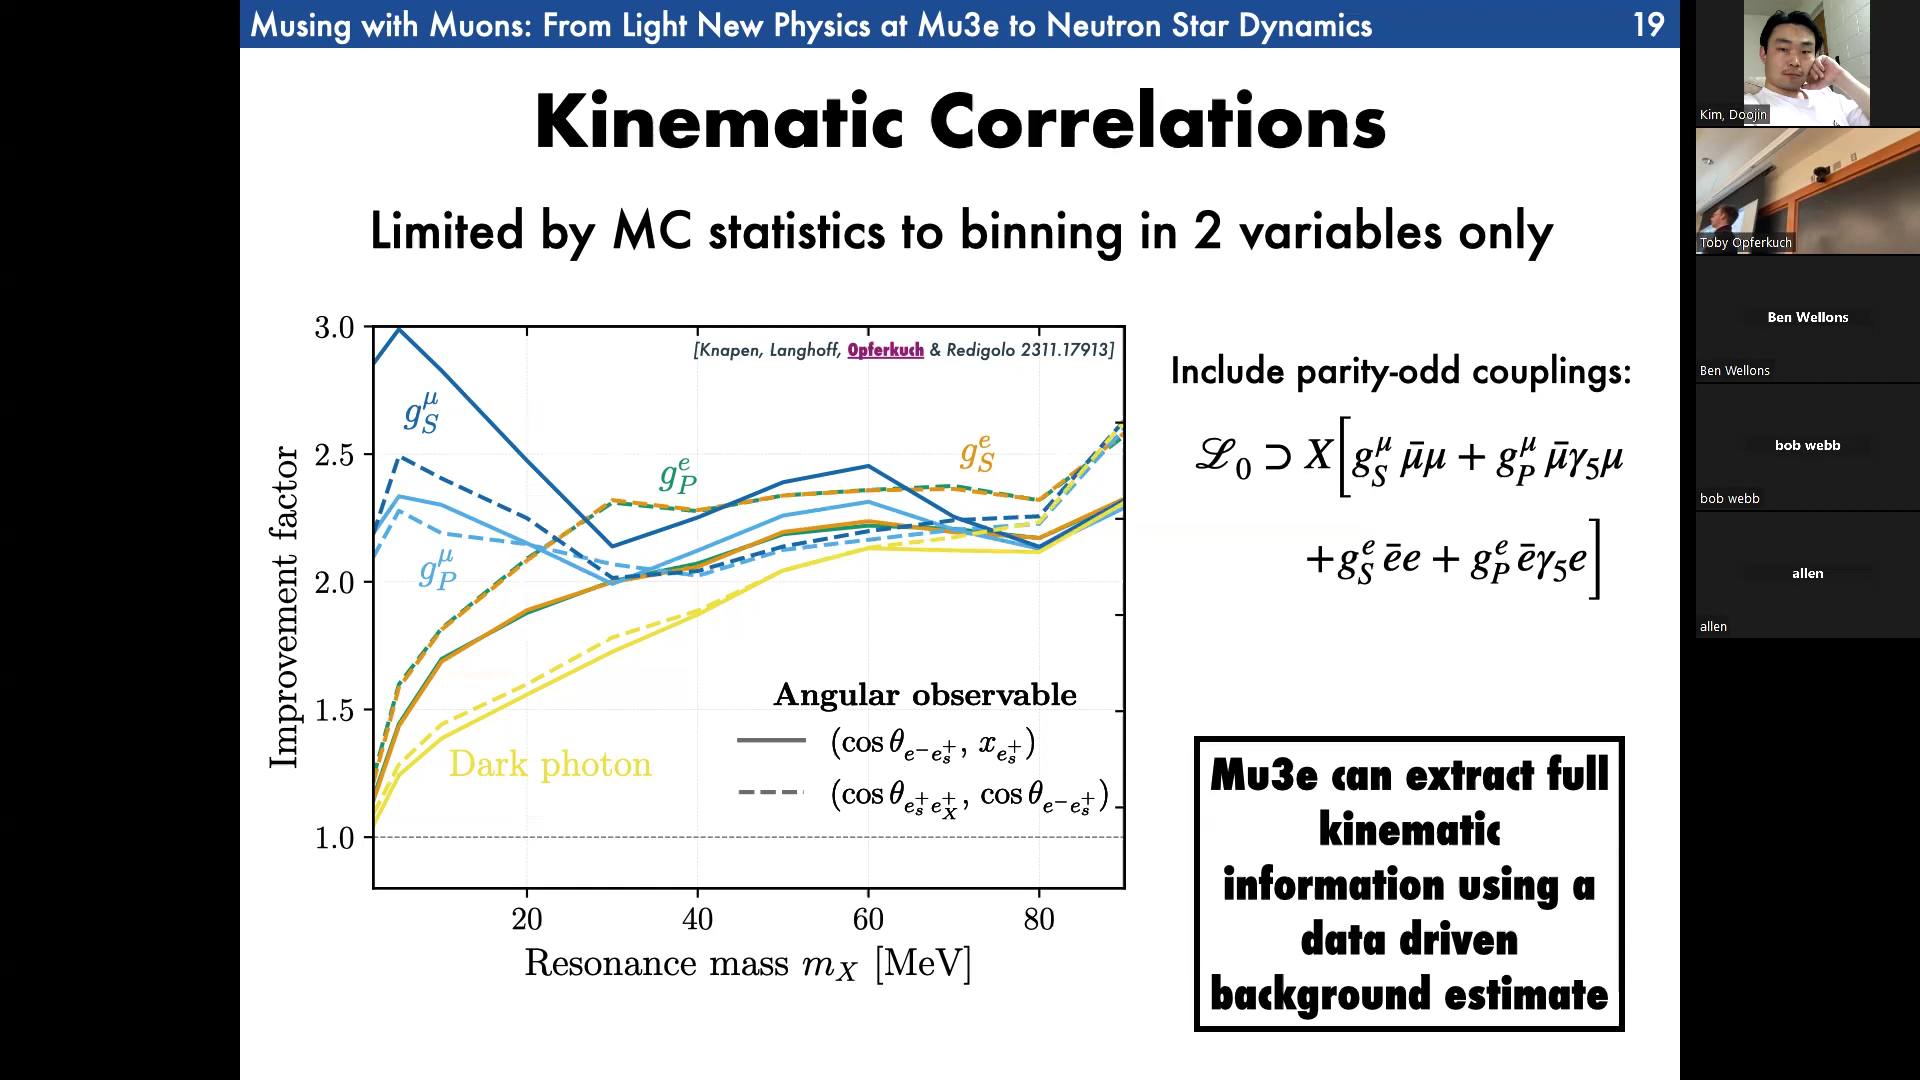 Musing with Muons: From Light New Physics at Mu3e to Neutron Star Dynamics 19
Kinematic Correlations
Limited by MC statistics to binning in 2 variables only
[Knapen, Langhoff, Opferkuch & Redigolo 2311.17913]
3.0
2.5
2.0
1.5
1.0
Improvement factor
g_S^μ
g_P^e
g_S^e
g_P^μ
Dark photon
Angular observable
(cos θ_{e^- e_s^+}, x_{e_s^+})
(cos θ_{e_s^+ e_X^+}, cos θ_{e^- e_s^+})
20 40 60 80
Resonance mass m_X [MeV]
Include parity-odd couplings:
ℒ_0 ⊃ X[g_S^μ μ̄μ + g_P^μ μ̄γ_5μ
+g_S^e ēe + g_P^e ēγ_5e]
Mu3e can extract full
kinematic
information using a
data driven
background estimate
Kim, Doojin
Toby Opferkuch
Ben Wellons
Ben Wellons
bob webb
bob webb
allen
allen